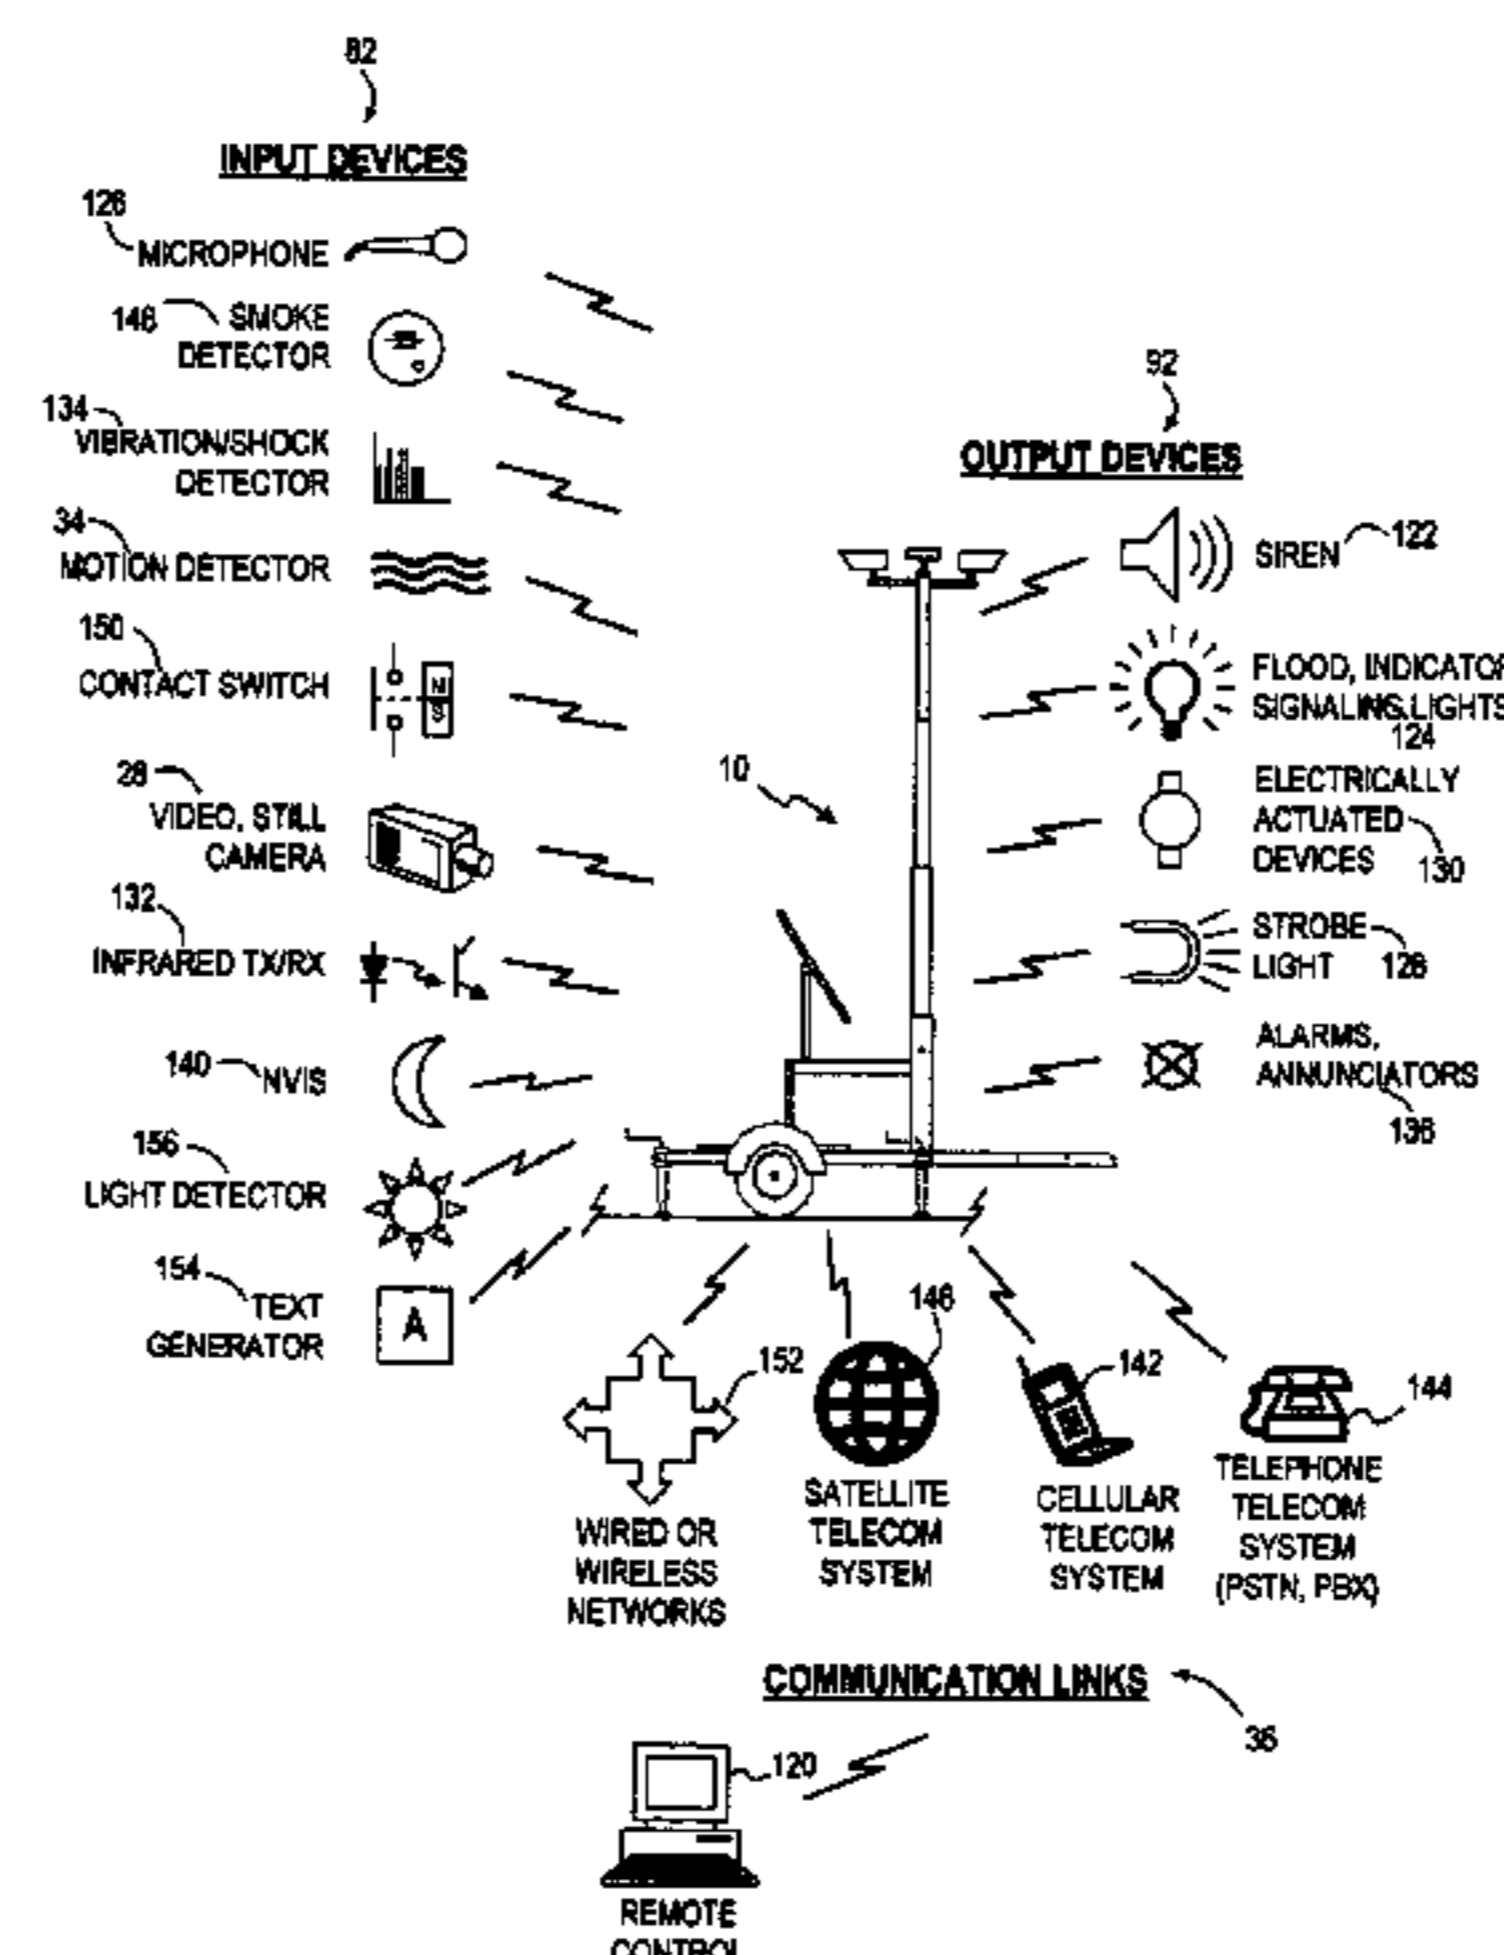 82
INPUT DEVICES
126
MICROPHONE
148
SMOKE
DETECTOR
134
VIBRATION/SHOCK
DETECTOR
34
MOTION DETECTOR
150
CONTACT SWITCH
N
S
28
VIDEO, STILL
CAMERA
132
INFRARED TX/RX
140
NVIS
156
LIGHT DETECTOR
154
TEXT
GENERATOR
A
10
92
OUTPUT DEVICES
SIREN 122
FLOOD, INDICATOR
SIGNALING,LIGHTS
124
ELECTRICALLY
ACTUATED
DEVICES 130
STROBE
LIGHT 128
ALARMS,
ANNUNCIATORS
136
152
WIRED OR
WIRELESS
NETWORKS
146
SATELLITE
TELECOM
SYSTEM
142
CELLULAR
TELECOM
SYSTEM
144
TELEPHONE
TELECOM
SYSTEM
(PSTN, PBX)
COMMUNICATION LINKS
36
120
REMOTE
CONTROL